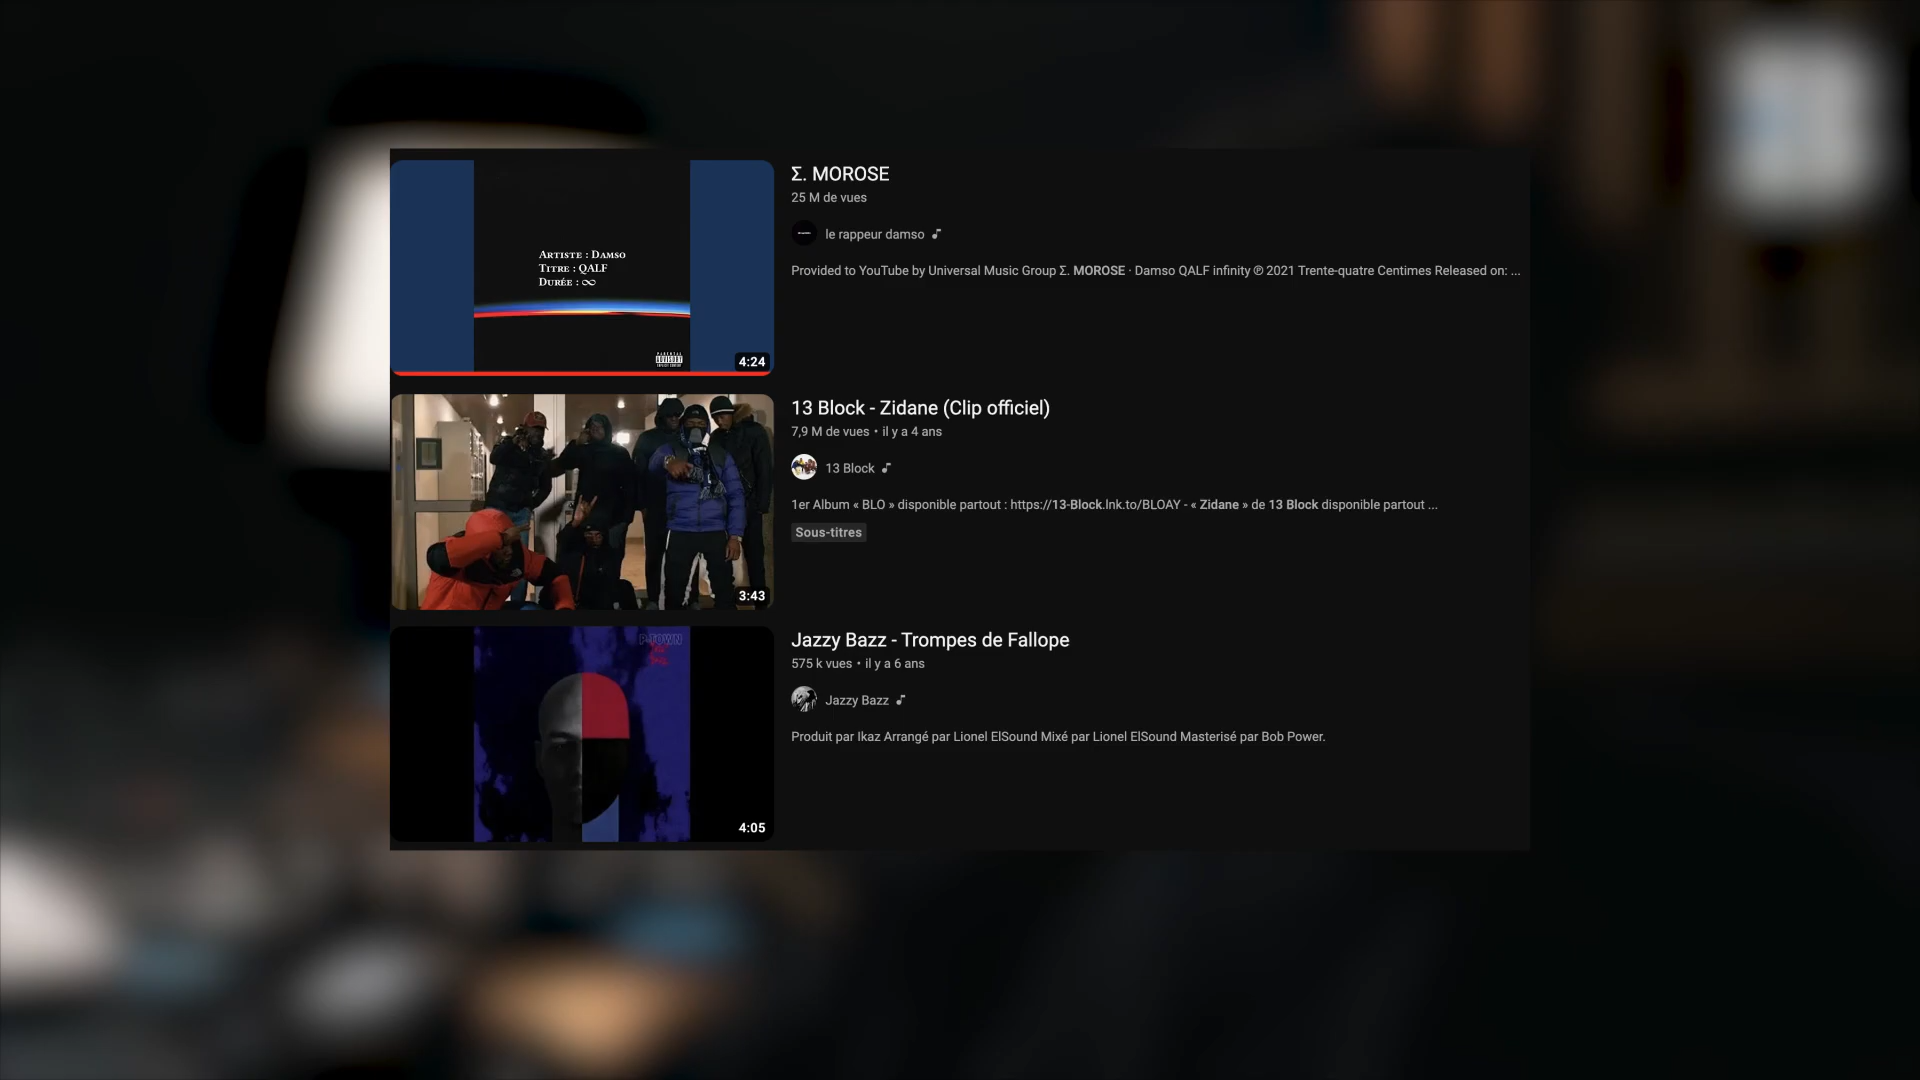 Σ. MOROSE
25 M de vues
le rappeur damso
Provided to YouTube by Universal Music Group Σ. MOROSE · Damso QALF infinity ℗ 2021 Trente-quatre Centimes Released on: ...
ARTISTE : DAMSO
TITRE : QALF
DURÉE : ∞
PARENTAL
ADVISORY
EXPLICIT CONTENT
4:24
13 Block - Zidane (Clip officiel)
7,9 M de vues • il y a 4 ans
13 Block
1er Album « BLO » disponible partout : https://13-Block.lnk.to/BLOAY - « Zidane » de 13 Block disponible partout ...
Sous-titres
3:43
Jazzy Bazz - Trompes de Fallope
575 k vues • il y a 6 ans
Jazzy Bazz
Produit par Ikaz Arrangé par Lionel ElSound Mixé par Lionel ElSound Masterisé par Bob Power.
P-TOWN
4:05